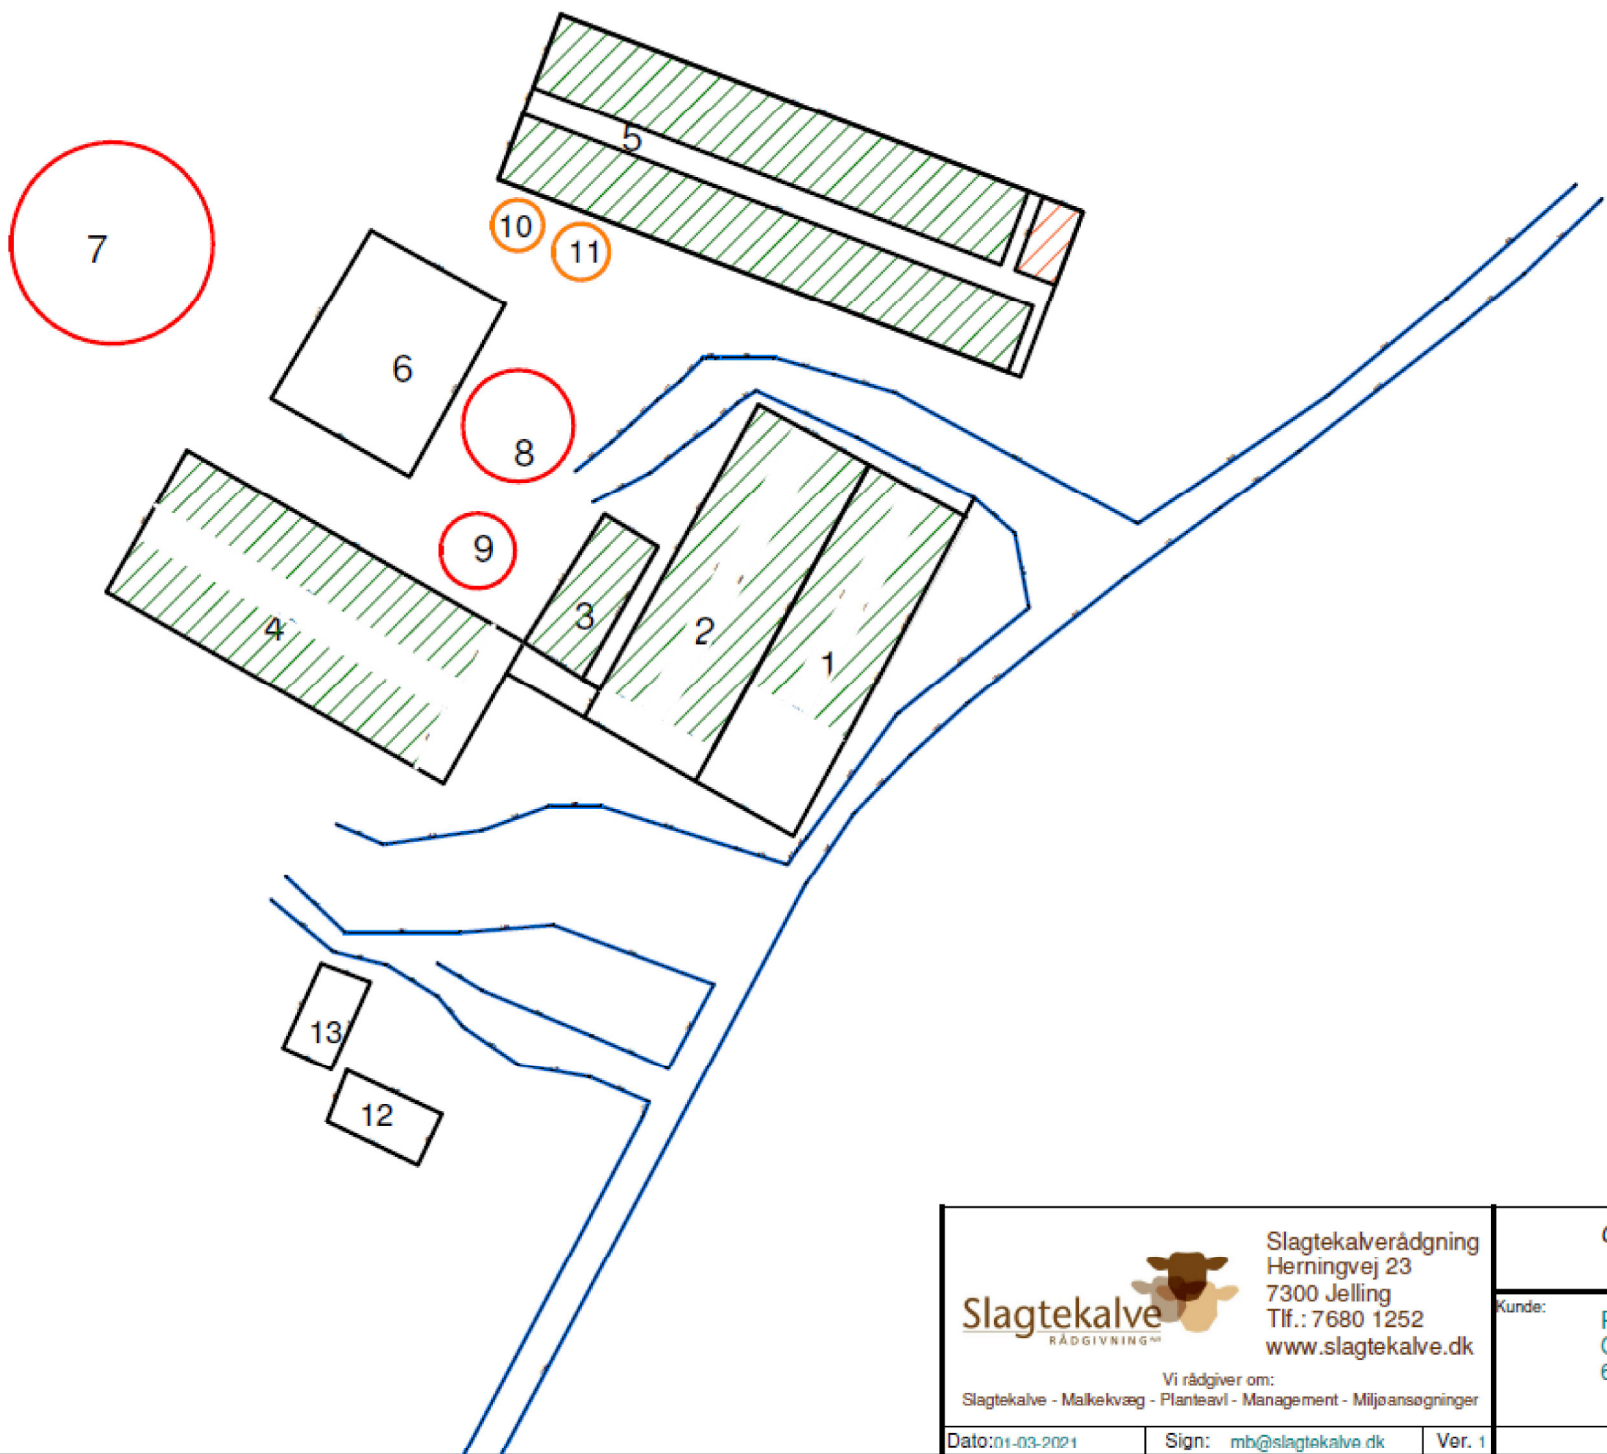 5
10
11
7
6
8
9
3
4
2
1
13
12
Slagtekalve
RÅDGIVNING
Slagtekalverådgning
Herningvej 23
7300 Jelling
Tlf.: 7680 1252
www.slagtekalve.dk
Vi rådgiver om:
Slagtekalve - Malkekvæg - Planteavl - Management - Miljøansøgninger
Dato:01-03-2021
Sign: mb@slagtekalve.dk
Ver. 1
Kunde: